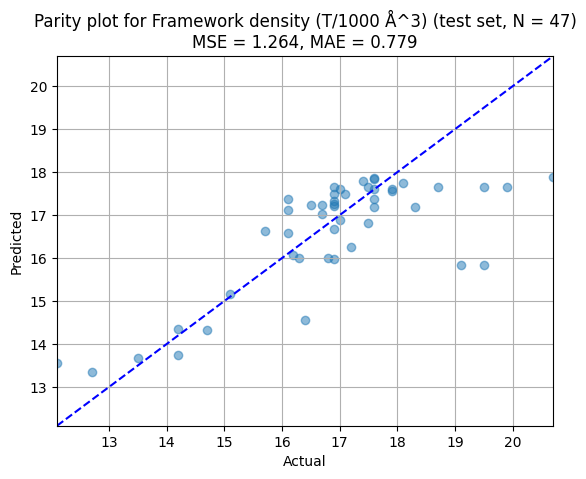 Parity plot for Framework density (T/1000 Å^3) (test set, N = 47)
MSE = 1.264, MAE = 0.779
20
19
18
17
16
15
14
13
Predicted
13 14 15 16 17 18 19 20
Actual